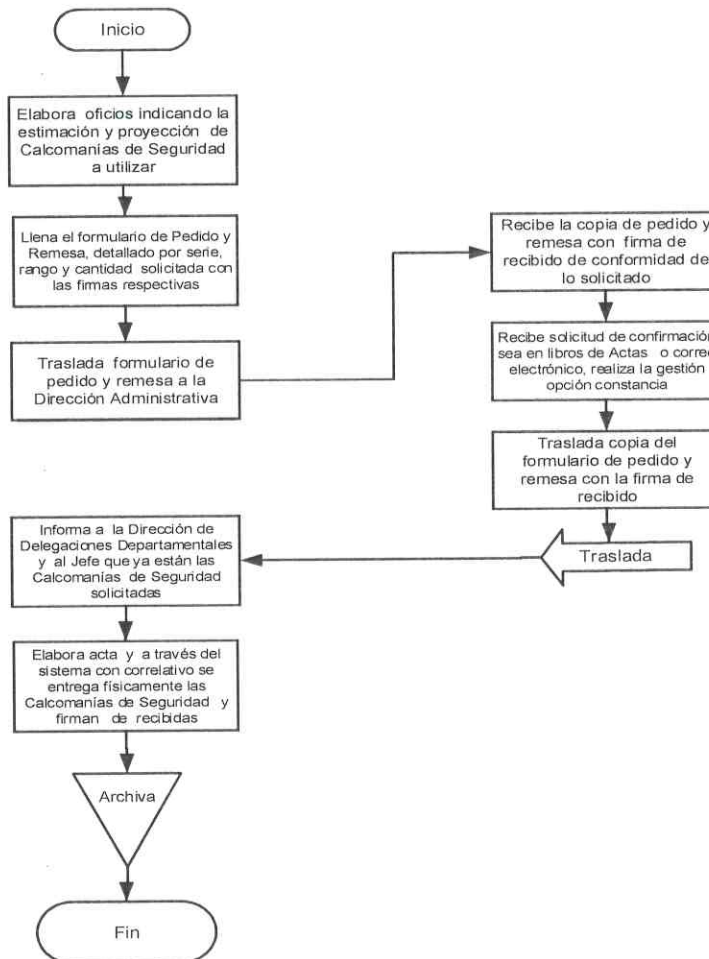 Inicio
Elabora oficios indicando la
estimación y proyección de
Calcomanías de Seguridad
a utilizar
Llena el formulario de Pedido y
Remesa, detallado por serie,
rango y cantidad solicitada con
las firmas respectivas
Traslada formulario de
pedido y remesa a la
Dirección Administrativa
Recibe la copia de pedido y
remesa con firma de
recibido de conformidad de
lo solicitado
Recibe solicitud de confirmación
sea en libros de Actas o correo
electrónico, realiza la gestión
opción constancia
Traslada copia del
formulario de pedido y
remesa con la firma de
recibido
Traslada
Informa a la Dirección de
Delegaciones Departamentales
y al Jefe que ya están las
Calcomanías de Seguridad
solicitadas
Elabora acta y a través del
sistema con correlativo se
entrega físicamente las
Calcomanías de Seguridad y
firman de recibidas
Archiva
Fin